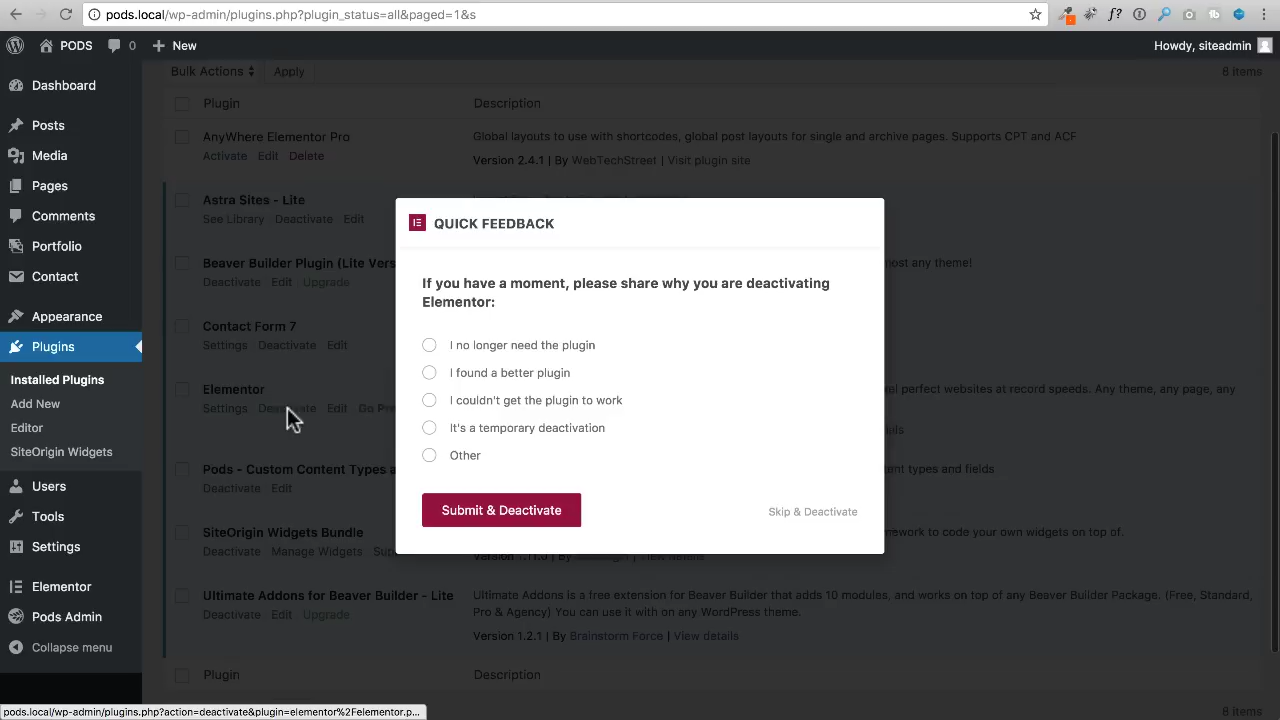 pods.local/wp-admin/plugins.php?plugin_status=all&paged=1&s
PODS
0
New
Howdy, siteadmin
Dashboard
Posts
Media
Pages
Comments
Portfolio
Contact
Appearance
Plugins
Installed Plugins
Add New
Editor
SiteOrigin Widgets
Users
Tools
Settings
Elementor
Pods Admin
Collapse menu
Bulk Actions
Apply
8 items
Plugin
Description
AnyWhere Elementor Pro
Activate Edit Delete
Global layouts to use with shortcodes, global post layouts for single and archive pages. Supports CPT and ACF
Version 2.4.1 | By WebTechStreet | Visit plugin site
Astra Sites - Lite
See Library Deactivate Edit
Beaver Builder Plugin (Lite
most any theme!
Deactivate Edit Upgrade
Contact Form 7
Settings Deactivate Edit
Elementor
perfect websites at record speeds. Any theme, any page, any
Settings Deactivate Edit Go
Pods - Custom Content Types
types and fields
Deactivate Edit
SiteOrigin Widgets Bundle
to code your own widgets on top of.
Deactivate Manage Widgets
Ultimate Addons for Beaver Builder - Lite
Deactivate Edit Upgrade
Ultimate Addons is a free extension for Beaver Builder that adds 10 modules, and works on top of any Beaver Builder Package. (Free, Standard,
Pro & Agency) You can use it with on any WordPress theme.
Version 1.2.1 | By Brainstorm Force | View details
Plugin
Description
8 items
QUICK FEEDBACK
If you have a moment, please share why you are deactivating
Elementor:
I no longer need the plugin
I found a better plugin
I couldn't get the plugin to work
It's a temporary deactivation
Other
Submit & Deactivate
Skip & Deactivate
pods.local/wp-admin/plugins.php?action=deactivate&plugin=elementor%2Felementor.p...